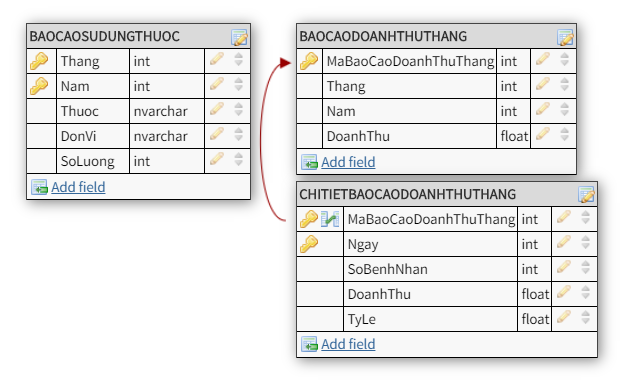 BAOCAOSUDUNGTHUOC
Thang int
Nam int
Thuoc nvarchar
DonVi nvarchar
SoLuong int
Add field
BAOCAODOANHTHUTHANG
MaBaoCaoDoanhThuThang int
Thang int
Nam int
DoanhThu float
Add field
CHITIETBAOCAODOANHTHUTHANG
MaBaoCaoDoanhThuThang int
Ngay int
SoBenhNhan int
DoanhThu float
TyLe float
Add field